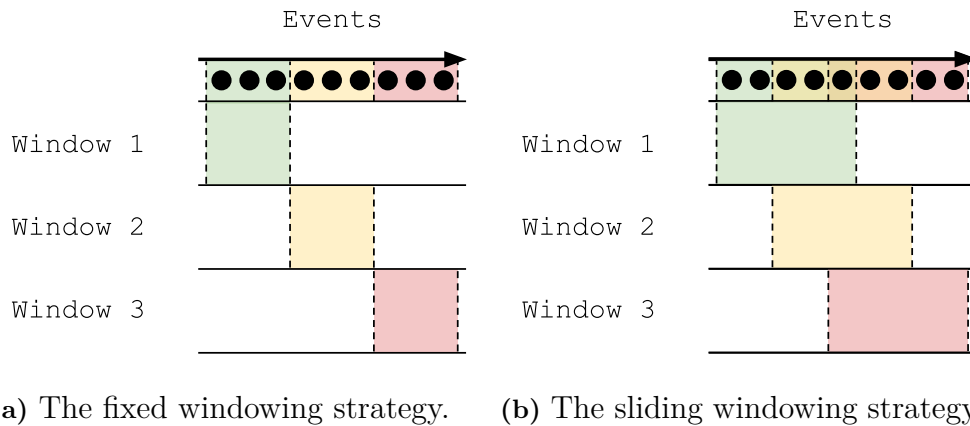 Events
Window 1
Window 2
Window 3
a) The fixed windowing strategy.
Events
Window 1
Window 2
Window 3
(b) The sliding windowing strategy